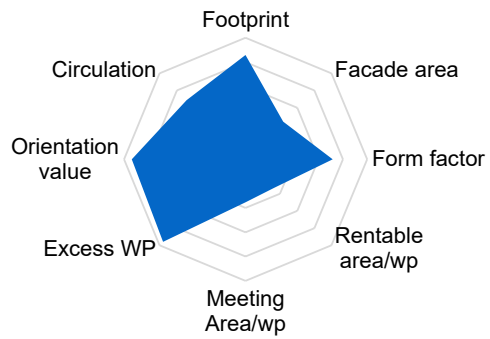 Footprint
Circulation
Facade area
Orientation
value
Form factor
Excess WP
Rentable
area/wp
Meeting
Area/wp